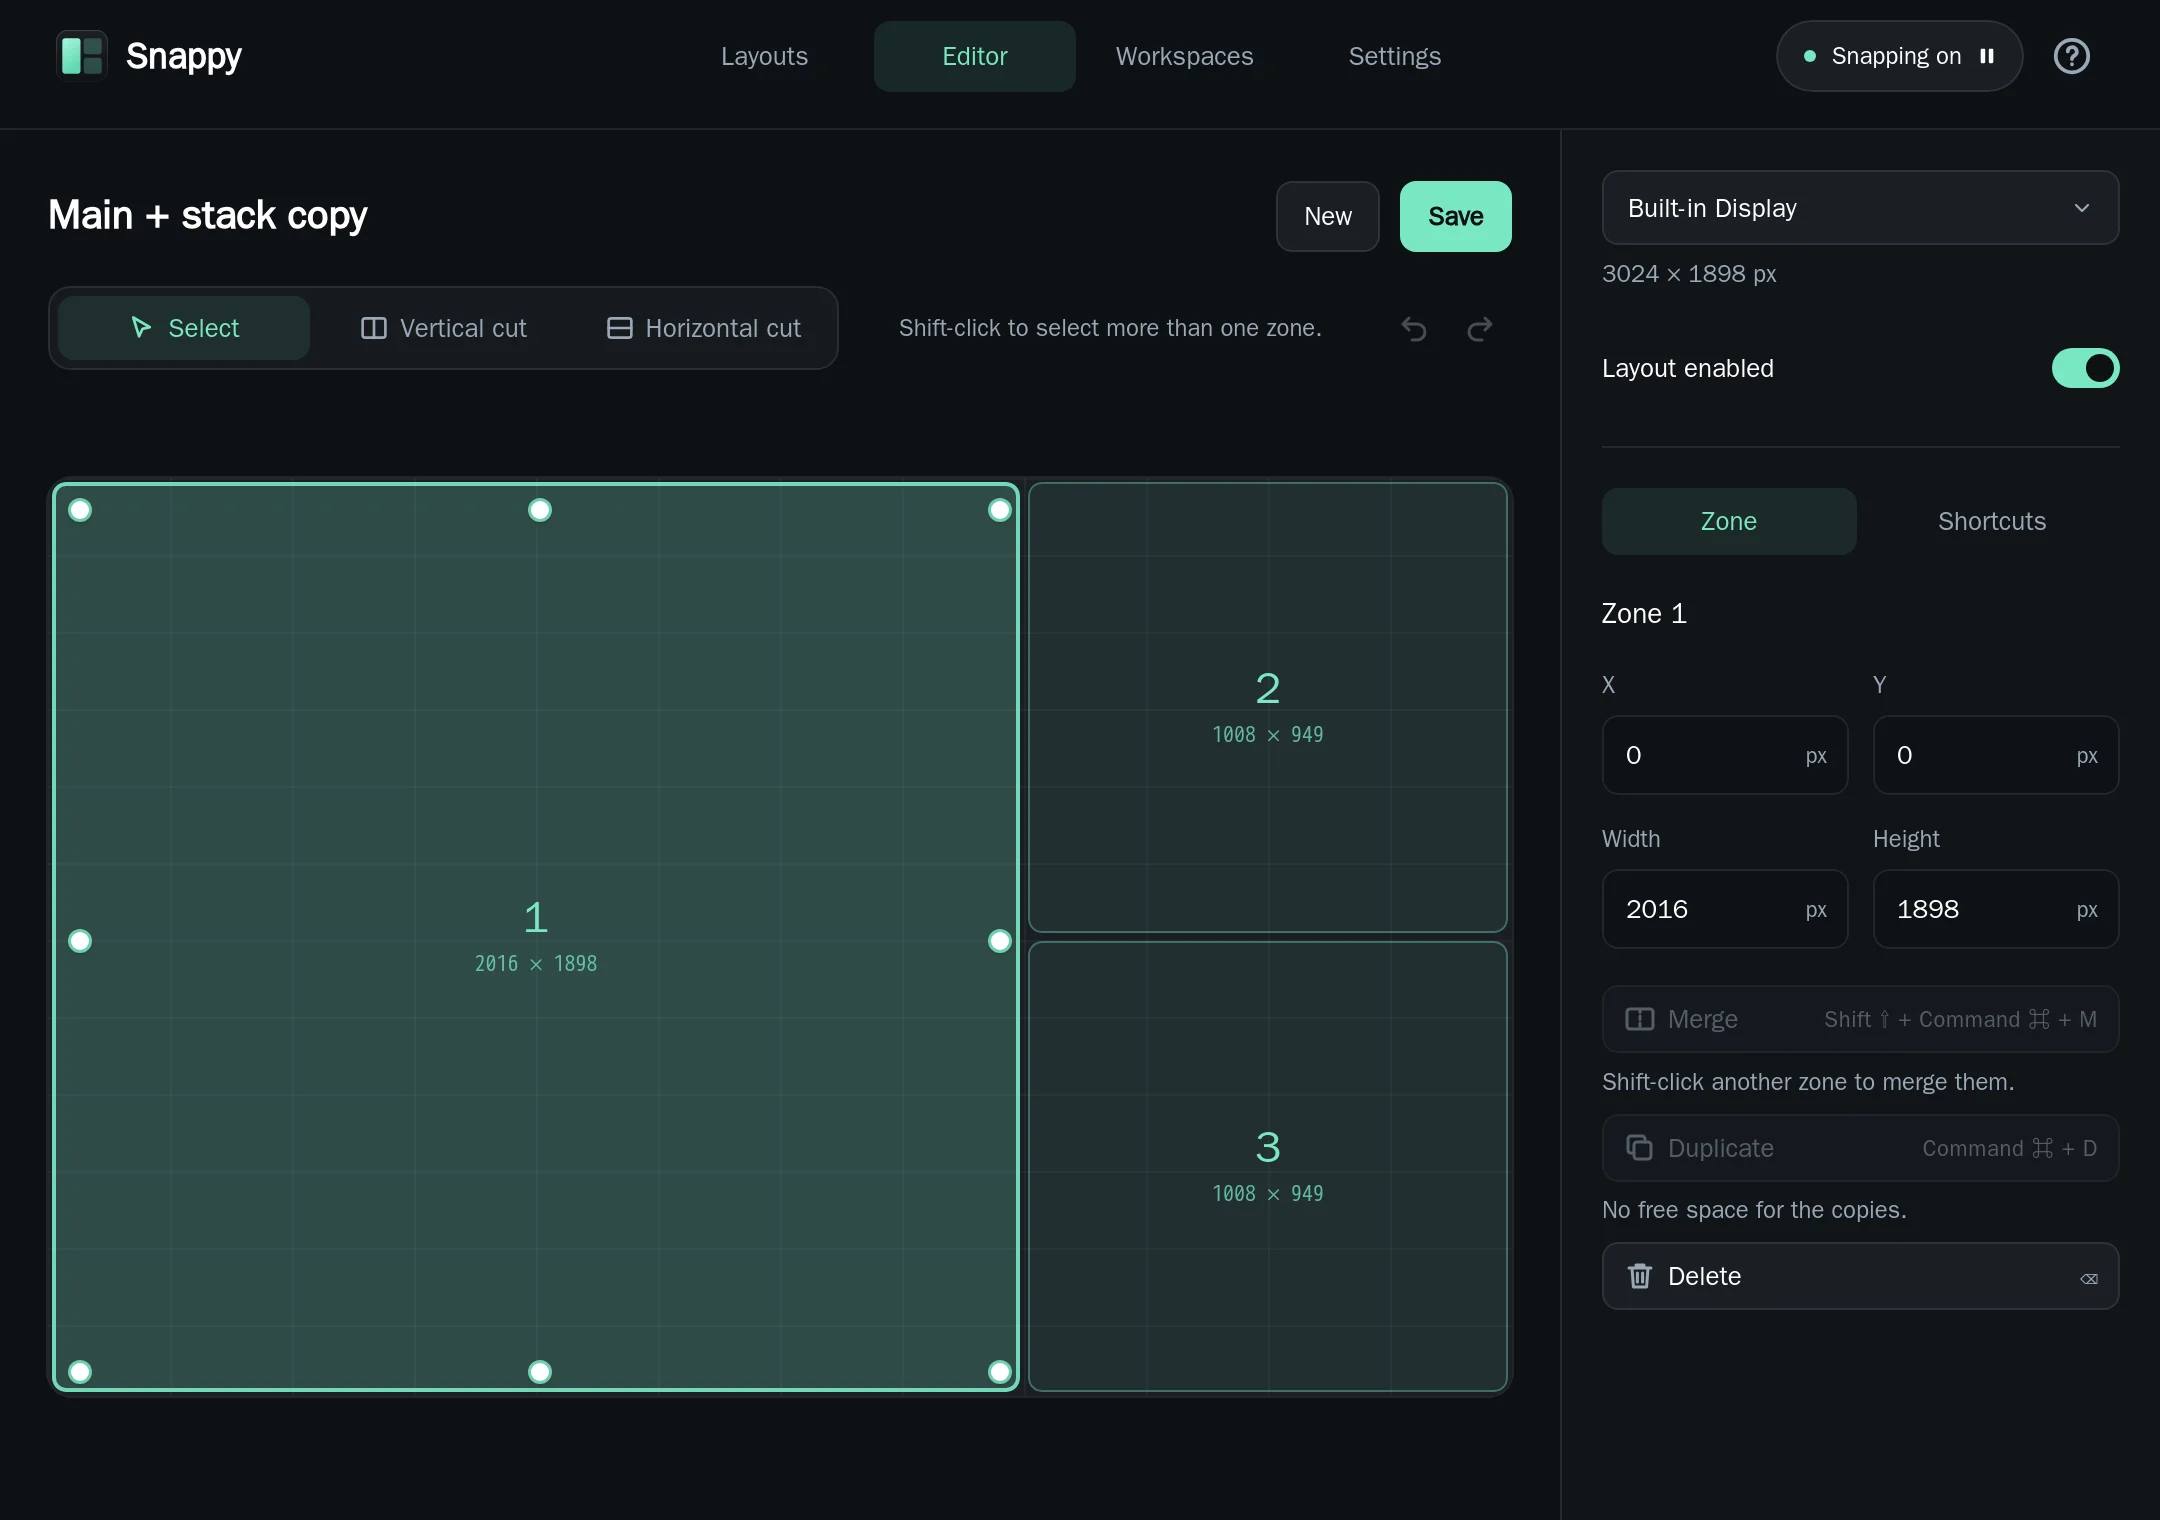 Snappy
Layouts
Editor
Workspaces
Settings
Snapping on
Main + stack copy
New
Save
Select
Vertical cut
Horizontal cut
Shift-click to select more than one zone.
1
2016 × 1898
2
1008 × 949
3
1008 × 949
Built-in Display
3024 × 1898 px
Layout enabled
Zone
Shortcuts
Zone 1
X
Y
0 px
0 px
Width
Height
2016 px
1898 px
Merge Shift ⇧ + Command ⌘ + M
Shift-click another zone to merge them.
Duplicate Command ⌘ + D
No free space for the copies.
Delete ⌫